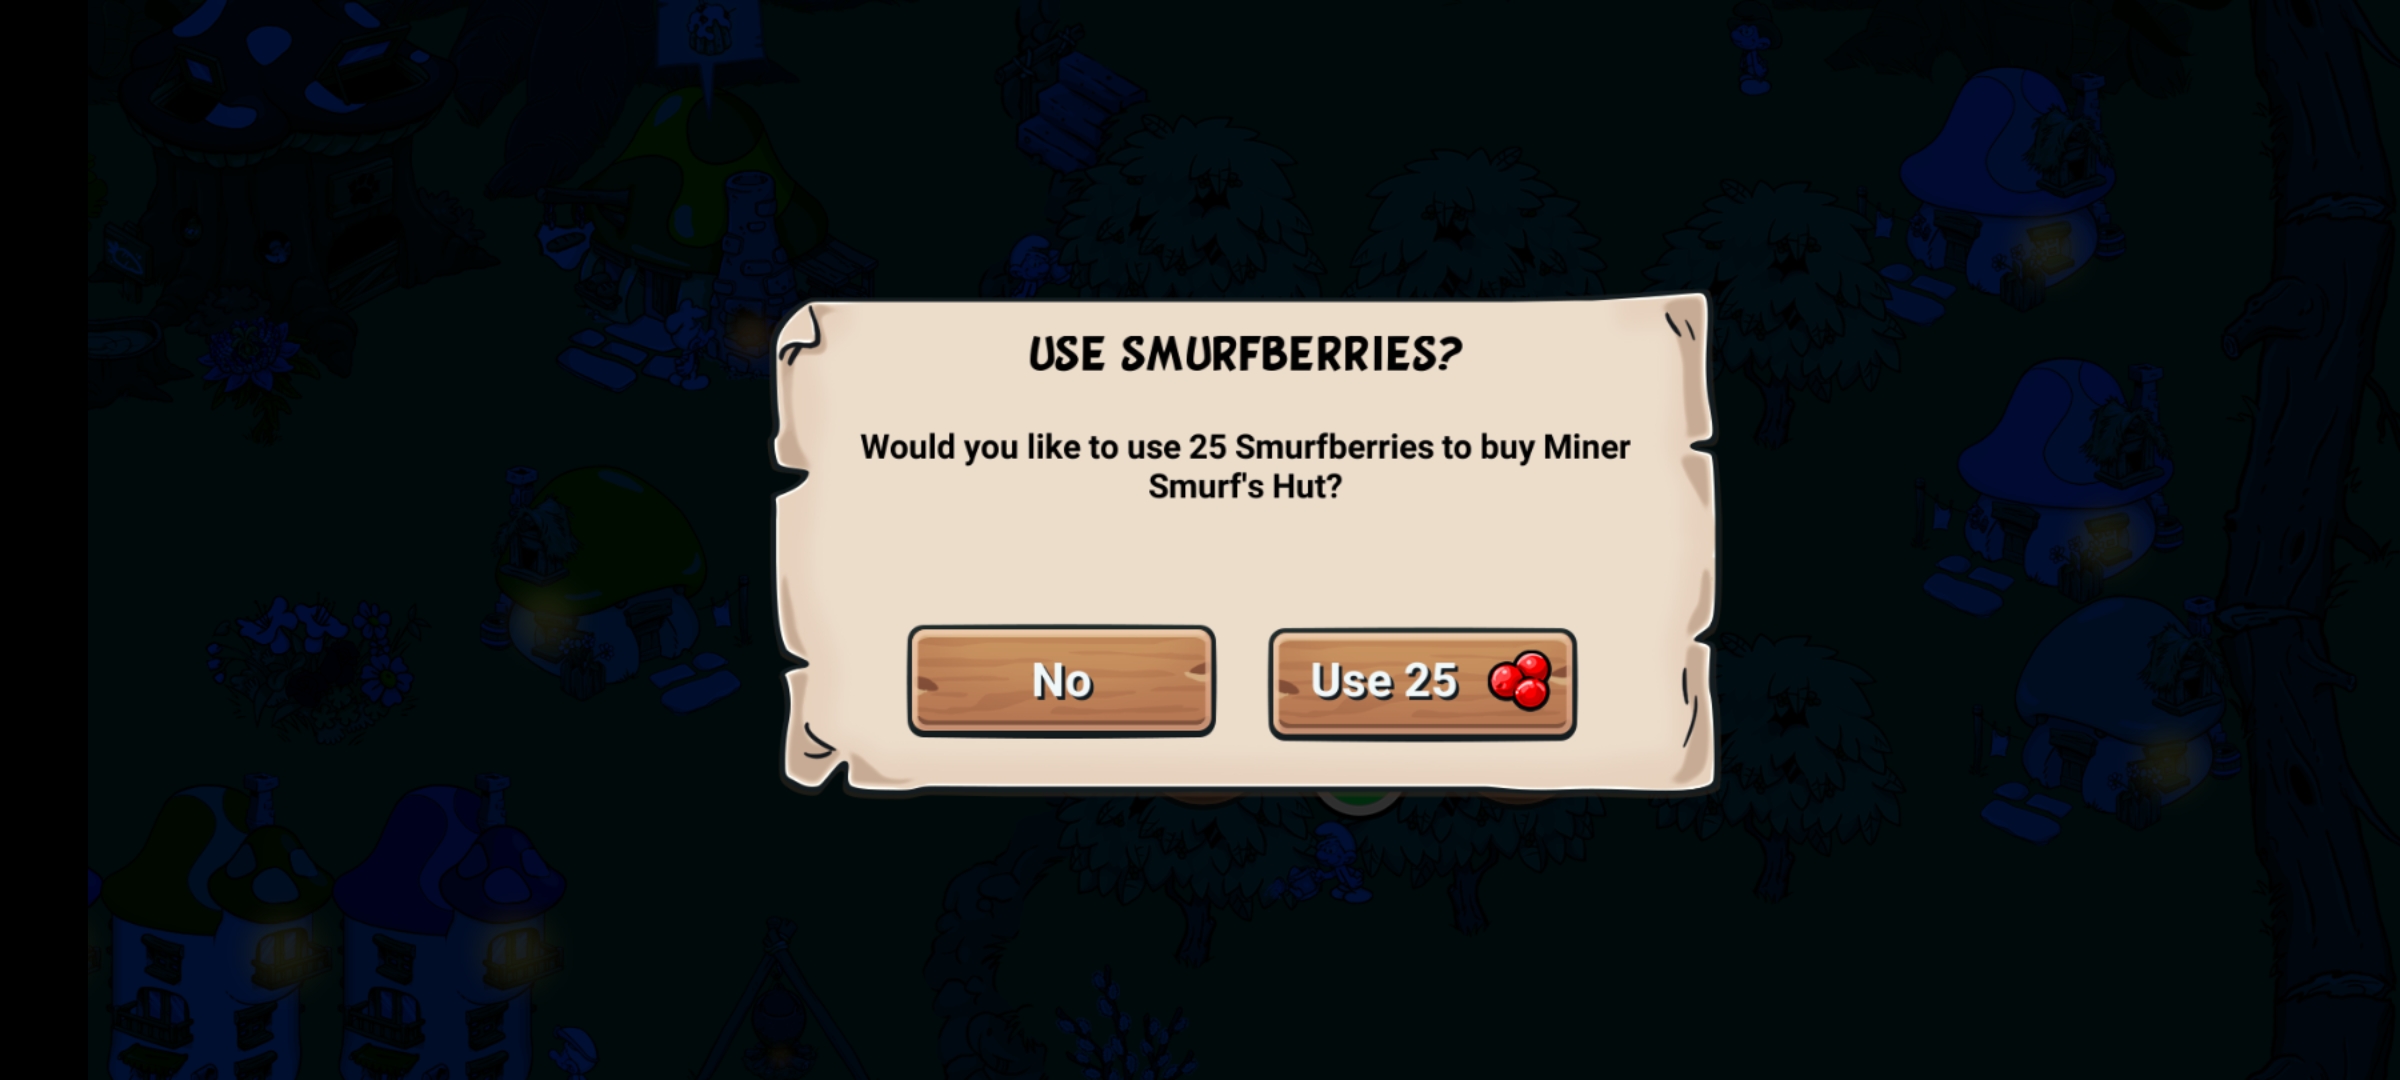 USE SMURFBERRIES?
Would you like to use 25 Smurfberries to buy Miner
Smurf's Hut?
No
Use 25